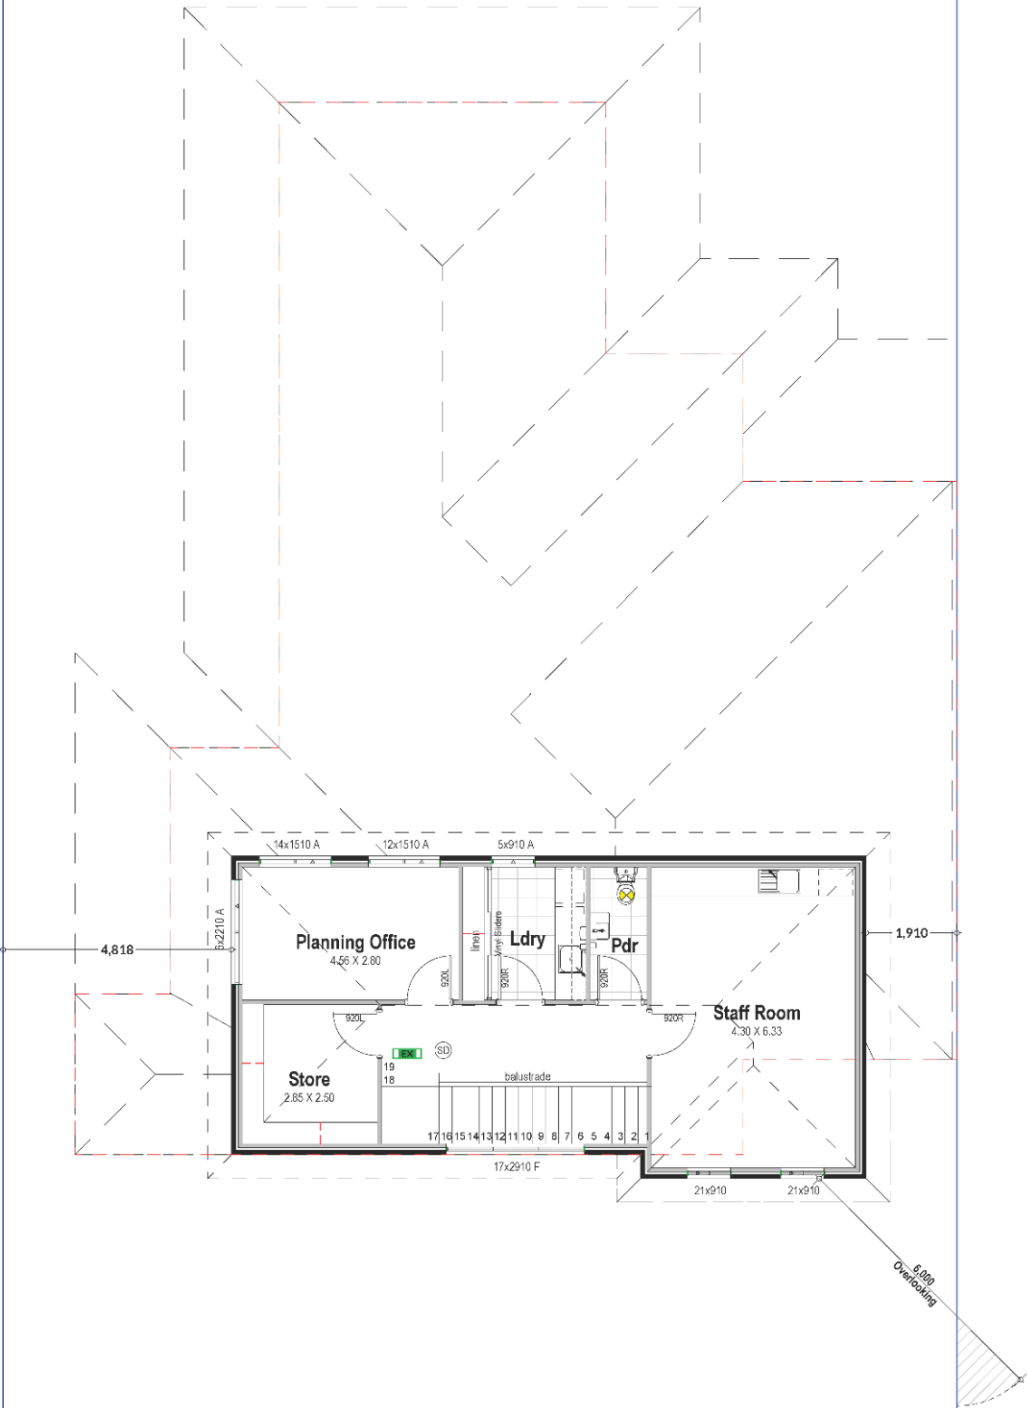 14x1510 A
12x1510 A
5x910 A
6x2210 A
4,818
Planning Office
4.56 X 2.80
920L
linen
Vinyl Sliders
Ldry
920R
Pdr
920R
1,910
Staff Room
4.30 X 6.33
920L
920R
EX
SD
19
18
Store
2.85 X 2.50
balustrade
17 16 15 14 13 12 11 10 9 8 7 6 5 4 3 2 1
17x2910 F
21x910
21x910
6,000
Overlooking